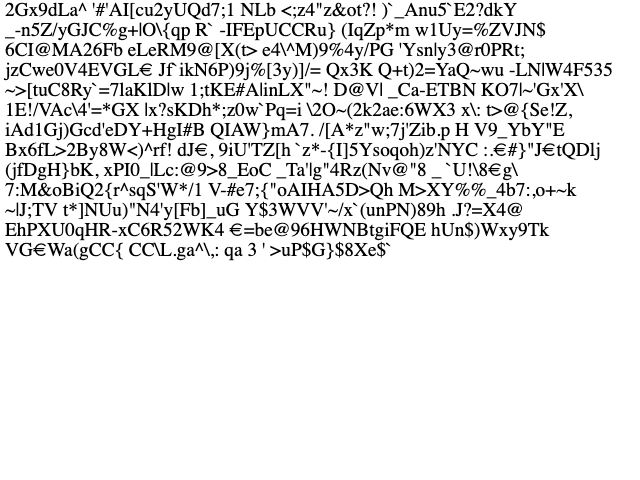 2Gx9dLa^ '#'AI[cu2yUQd7;1 NLb <;z4"z&ot?! )`_Anu5`E2?dkY
_-n5Z/yGJC%g+|O\{qp R` -IFEpUCCRu} (IqZp*m w1Uy=%ZVJN$
6CI@MA26Fb eLeRM9@[X(t> e4\^M)9%4y/PG 'Ysn|y3@r0PRt;
jzCwe0V4EVGL€ Jf`ikN6P)9j%[3y)]/= Qx3K Q+t)2=YaQ~wu -LN|W4F535
~>[tuC8Ry`=7laKlD|w 1;tKE#A|inLX"~! D@V| _Ca-ETBN KO7|~'Gx'X\
1E!/VAc\4'=*GX |x?sKDh*;z0w`Pq=i \2O~(2k2ae:6WX3 x\: t>@{Se!Z,
iAd1Gj)Gcd'eDY+HgI#B QIAW}mA7. /[A*z"w;7j'Zib.p H V9_YbY"E
Bx6fL>2By8W<)^rf! dJ€, 9iU'TZ[h `z*-{I]5Ysoqoh)z'NYC :.€#}"J€tQDlj
(jfDgH}bK, xPI0_|Lc:@9>8_EoC _Ta'|g"4Rz(Nv@"8 _ `U!\8€g\
7:M&oBiQ2{r^sqS'W*/1 V-#e7;{"oAIHA5D>Qh M>XY%%_4b7:,o+~k
~|J;TV t*]NUu)"N4'y[Fb]_uG Y$3WVV'~/x`(unPN)89h .J?=X4@
EhPXU0qHR-xC6R52WK4 €=be@96HWNBtgiFQE hUn$)Wxy9Tk
VG€Wa(gCC{ CC\L.ga^\,: qa 3 ' >uP$G}$8Xe$`